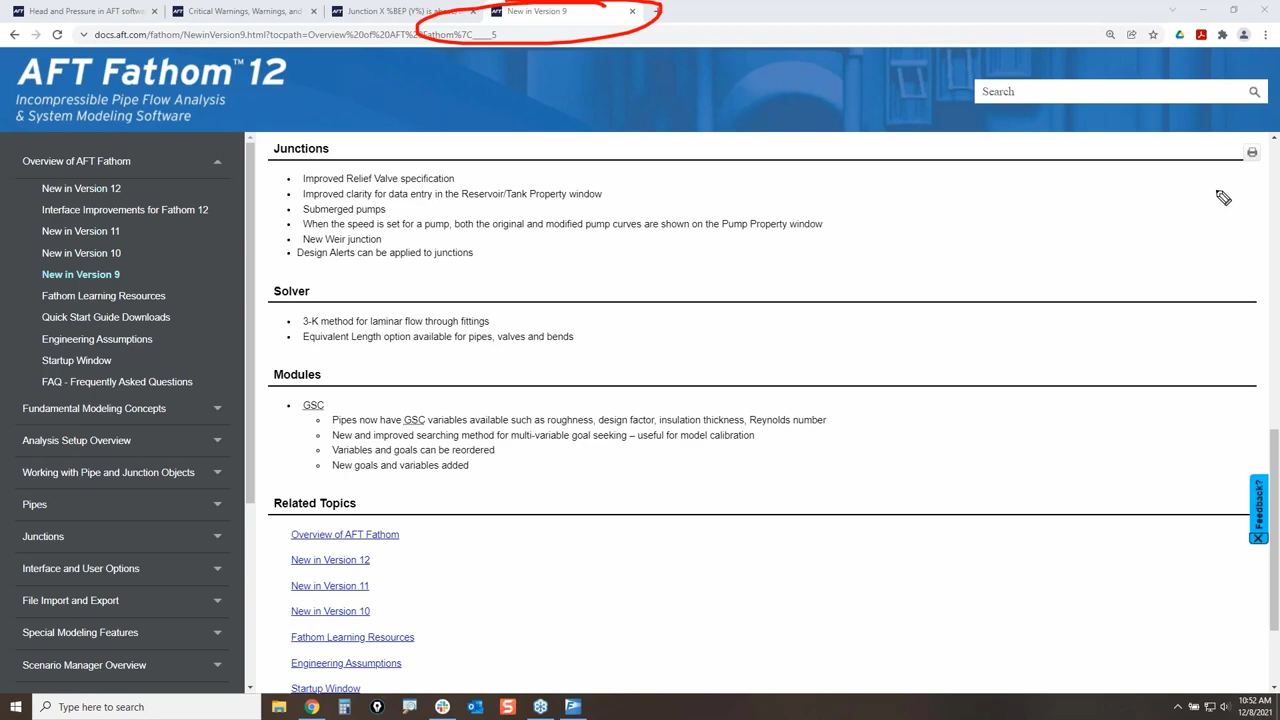 Head and Pressure in AFT softwa
Critical Warnings, Warnings, and
Junction X %BEP (Y%) is
New in Version 9
docs.aft.com/fathom/NewinVersion9.html?tocpath=Overview%20of%20AFT%20Fathom%7C_____5
AFT Fathom™ 12
Incompressible Pipe Flow Analysis
& System Modeling Software
Search
Overview of AFT Fathom
New in Version 12
Interface Improvements for Fathom 12
New in Version 11
New in Version 10
New in Version 9
Fathom Learning Resources
Quick Start Guide Downloads
Engineering Assumptions
Startup Window
FAQ - Frequently Asked Questions
Fundamental Modeling Concepts
Analysis Setup Overview
Working with Pipe and Junction Objects
Pipes
Junctions
Interface and User Options
File Import and Export
Special Modeling Features
Scenario Manager Overview
Junctions
• Improved Relief Valve specification
• Improved clarity for data entry in the Reservoir/Tank Property window
• Submerged pumps
• When the speed is set for a pump, both the original and modified pump curves are shown on the Pump Property window
• New Weir junction
• Design Alerts can be applied to junctions
Solver
• 3-K method for laminar flow through fittings
• Equivalent Length option available for pipes, valves and bends
Modules
• GSC
◦ Pipes now have GSC variables available such as roughness, design factor, insulation thickness, Reynolds number
◦ New and improved searching method for multi-variable goal seeking – useful for model calibration
◦ Variables and goals can be reordered
◦ New goals and variables added
Related Topics
Overview of AFT Fathom
New in Version 12
New in Version 11
New in Version 10
Fathom Learning Resources
Engineering Assumptions
Startup Window
Feedback?
Type here to search
10:52 AM
12/8/2021